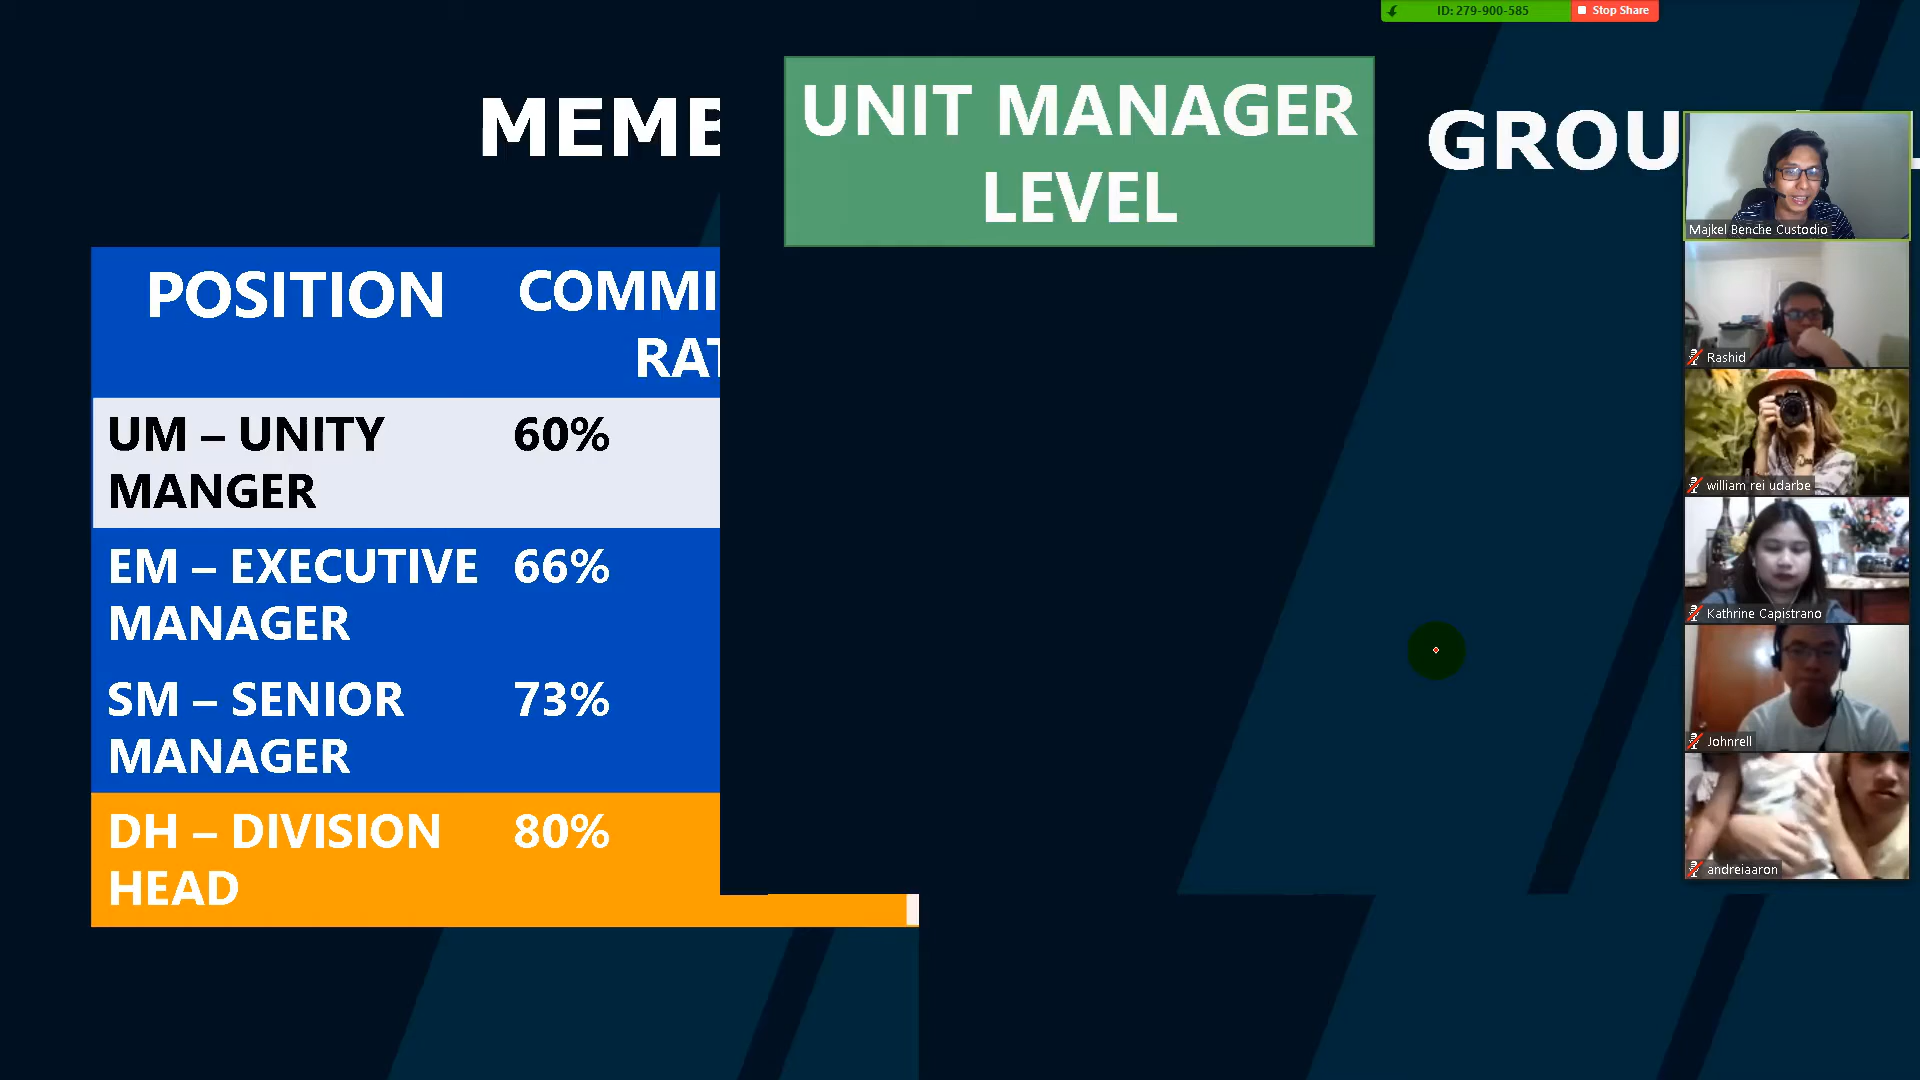 ID: 279-900-585
Stop Share
MEME
UNIT MANAGER
LEVEL
GROU
POSITION
COMMI
RAT
UM – UNITY
MANGER
60%
EM – EXECUTIVE
MANAGER
66%
SM – SENIOR
MANAGER
73%
DH – DIVISION
HEAD
80%
Majkel Benche Custodio
Rashid
william rei udarbe
Kathrine Capistrano
Johnrell
andreiaaron